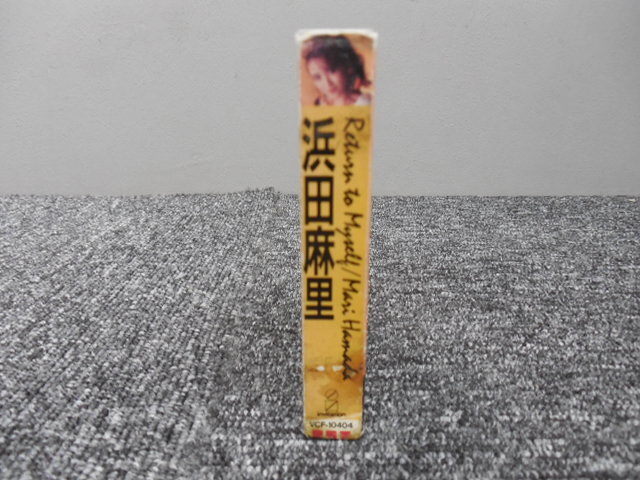 浜田麻里
Return to Myself/Mari Hamada
VCF-10404